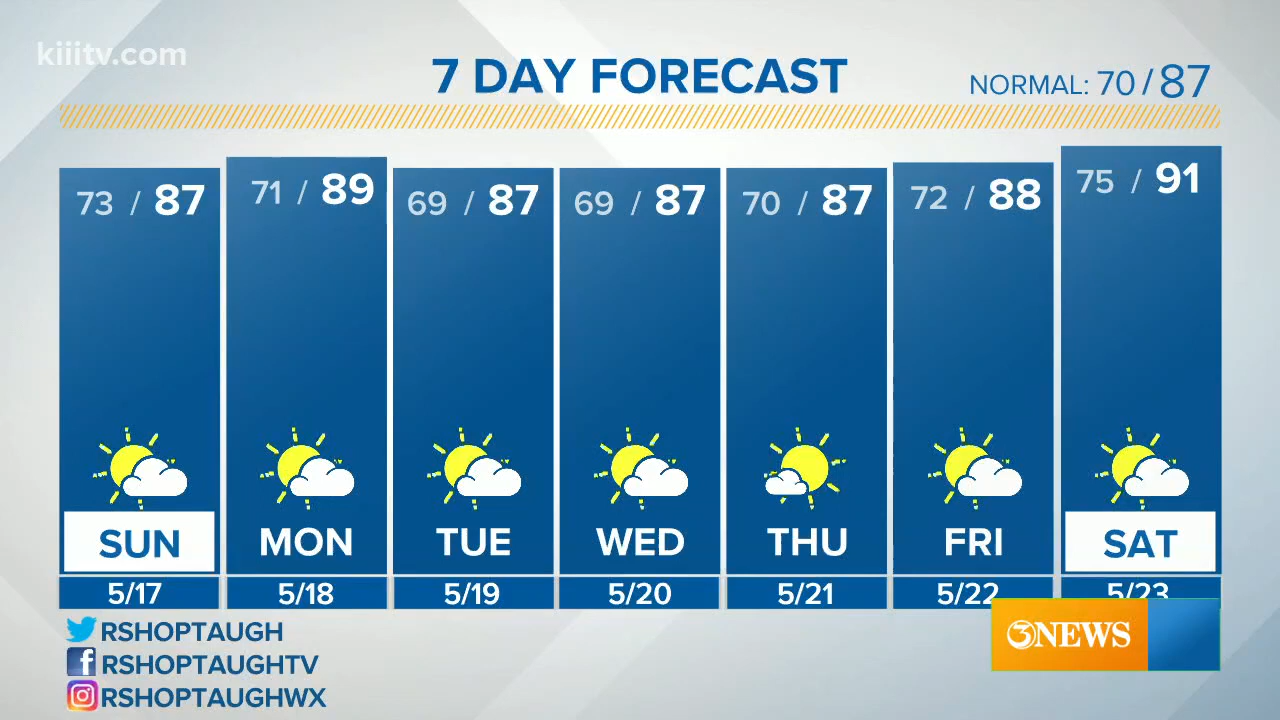 kiiitv.com
7 DAY FORECAST
NORMAL: 70 / 87
73 / 87
71 / 89
69 / 87
69 / 87
70 / 87
72 / 88
75 / 91
SUN
MON
TUE
WED
THU
FRI
SAT
5/17
5/18
5/19
5/20
5/21
5/22
5/23
RSHOPTAUGH
f RSHOPTAUGHTV
RSHOPTAUGHWX
3NEWS